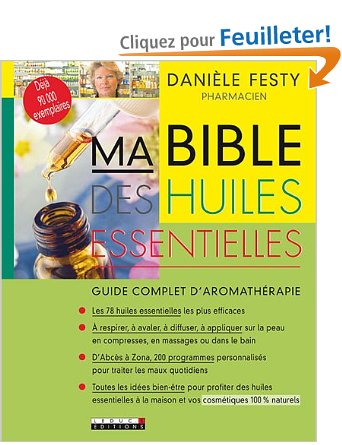 Cliquez pour Feuilleter!
DANIÈLE FESTY
PHARMACIEN
Déjà
90 000
exemplaires
MA BIBLE
DES HUILES
ESSENTIELLES
GUIDE COMPLET D'AROMATHÉRAPIE
Les 78 huiles essentielles les plus efficaces
À respirer, à avaler, à diffuser, à appliquer sur la peau
en compresses, en massages ou dans le bain
D'Abcès à Zona, 200 programmes personnalisés
pour traiter les maux quotidiens
Toutes les idées bien-être pour profiter des huiles
essentielles à la maison et vos cosmétiques 100 % naturels
LEDUC.S
EDITIONS